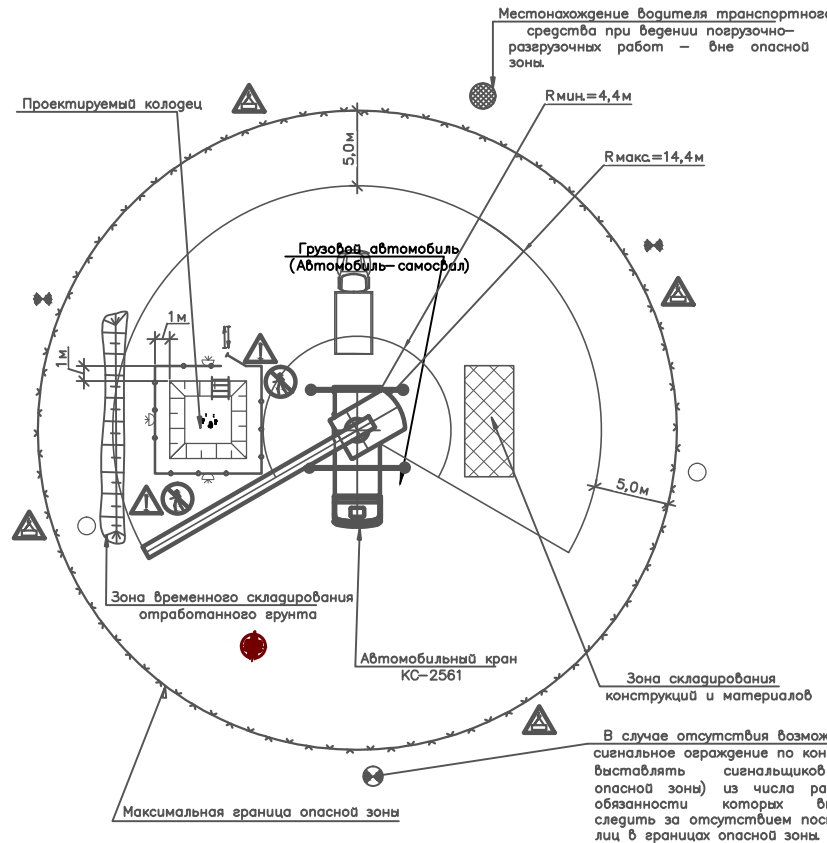 Местонахождение водителя транспортного
средства при ведении погрузочно-
разгрузочных работ - вне опасной
зоны.
Проектируемый колодец
Rмин.=4,4м
5,0м
Rмакс.=14,4м
Грузовой автомобиль
(Автомобиль-самосвал)
1м
1м
5,0м
Зона временного складирования
отработанного грунта
Автомобильный кран
КС-2561
Зона складирования
конструкций и материалов
В случае отсутствия
сигнальное ограждение по
выставлять сигнальщиков
опасной зоны) из числа
обязанности которых
следить за отсутствием
лиц в границах опасной зоны.
Максимальная граница опасной зоны